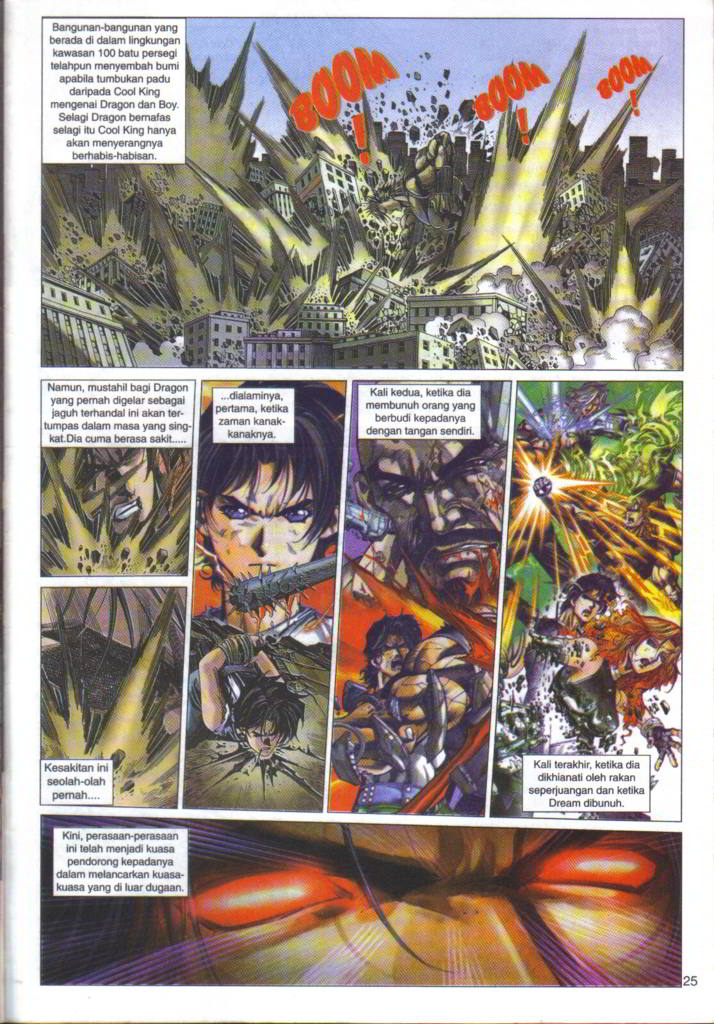 Bangunan-bangunan yang
berada di dalam lingkungan
kawasan 100 batu persegi
telahpun menyembah bumi
apabila tumbukan padu
daripada Cool King
mengenai Dragon dan Boy.
Selagi Dragon bernafas
selagi itu Cool King hanya
akan menyerangnya
berhabis-habisan.
BOOM!
BOOM!
BOOM!
Namun, mustahil bagi Dragon
yang pernah digelar sebagai
jaguh terhandal ini akan ter-
tumpas dalam masa yang sing-
kat.Dia cuma berasa sakit.....
Kesakitan ini
seolah-olah
pernah....
...dialaminya,
pertama, ketika
zaman kanak-
kanaknya.
Kali kedua, ketika dia
membunuh orang yang
berbudi kepadanya
dengan tangan sendiri.
Kali terakhir, ketika dia
dikhianati oleh rakan
seperjuangan dan ketika
Dream dibunuh.
Kini, perasaan-perasaan
ini telah menjadi kuasa
pendorong kepadanya
dalam melancarkan kuasa-
kuasa yang di luar dugaan.
25